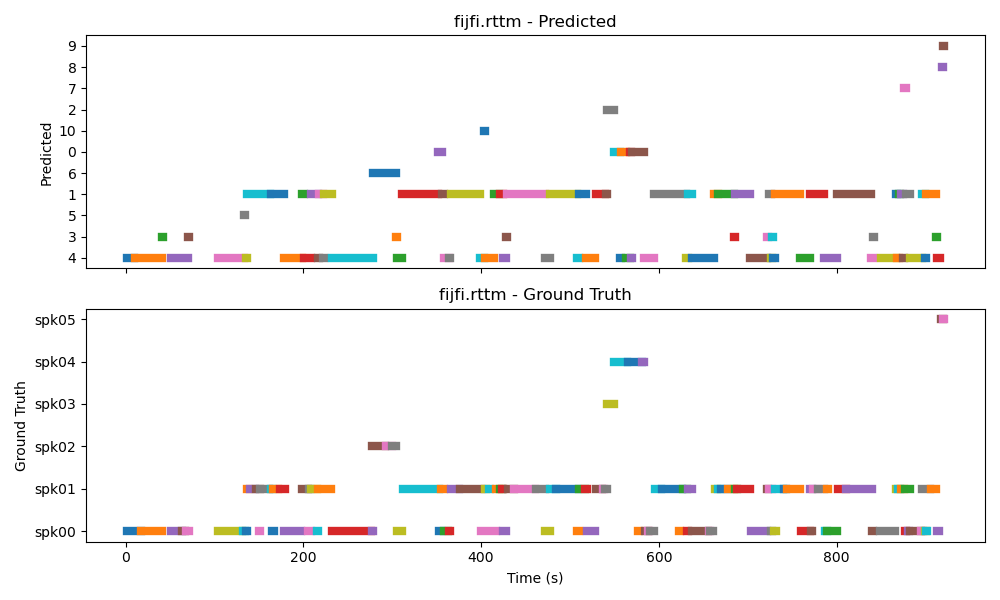 fijfi.rttm - Predicted
9
8
7
2
10
0
6
1
5
3
4
Predicted
fijfi.rttm - Ground Truth
spk05
spk04
spk03
spk02
spk01
spk00
Ground Truth
0 200 400 600 800
Time (s)